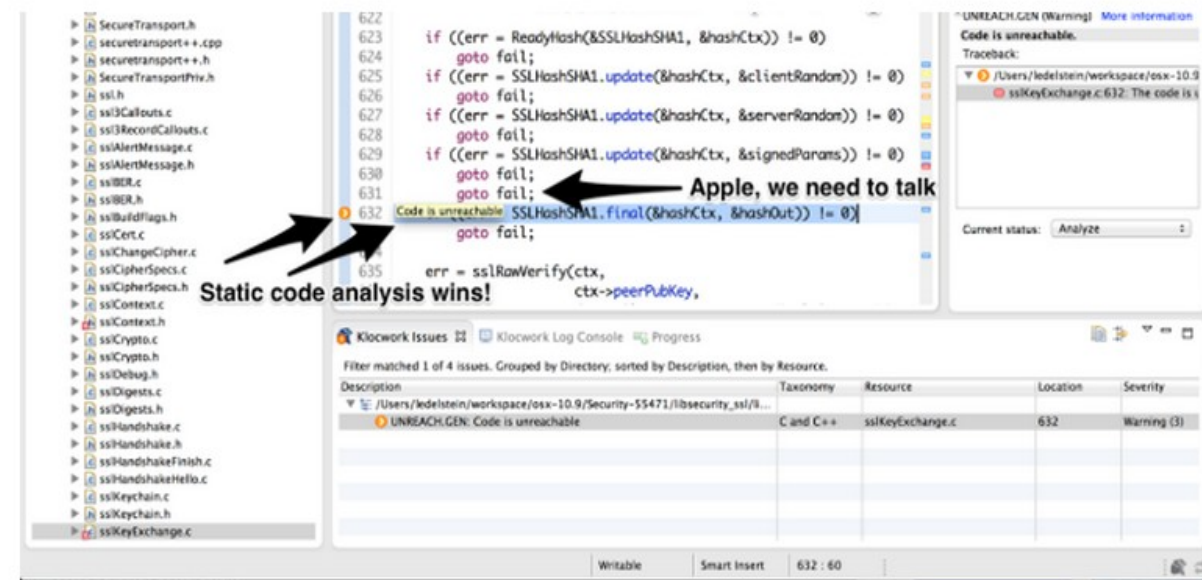 SecureTransport.h
securetransport++.cpp
securetransport++.h
SecureTransportPriv.h
ssl.h
ssl3Callouts.c
ssl3RecordCallouts.c
sslAlertMessage.c
sslAlertMessage.h
sslBER.c
sslBER.h
sslBuildFlags.h
sslCert.c
sslChangeCipher.c
sslCipherSpecs.c
sslCipherSpecs.h
sslContext.c
sslContext.h
sslCrypto.c
sslCrypto.h
sslDebug.h
sslDigests.c
sslDigests.h
sslHandshake.c
sslHandshake.h
sslHandshakeFinish.c
sslHandshakeHello.c
sslKeychain.c
sslKeychain.h
sslKeyExchange.c
622
623 if ((err = ReadyHash(&SSLHashSHA1, &hashCtx)) != 0)
624 goto fail;
625 if ((err = SSLHashSHA1.update(&hashCtx, &clientRandom)) != 0)
626 goto fail;
627 if ((err = SSLHashSHA1.update(&hashCtx, &serverRandom)) != 0)
628 goto fail;
629 if ((err = SSLHashSHA1.update(&hashCtx, &signedParams)) != 0)
630 goto fail;
631 goto fail;
Apple, we need to talk
632 Code is unreachable SSLHashSHA1.final(&hashCtx, &hashOut)) != 0)
goto fail;
635 err = sslRawVerify(ctx,
ctx->peerPubKey,
Static code analysis wins!
UNREACH.GEN (Warning) More information
Code is unreachable.
Traceback:
/Users/ledelstein/workspace/osx-10.9
sslKeyExchange.c:632: The code is
Current status: Analyze
Klocwork Issues Klocwork Log Console Progress
Filter matched 1 of 4 issues. Grouped by Directory; sorted by Description, then by Resource.
Description Taxonomy Resource Location Severity
/Users/ledelstein/workspace/osx-10.9/Security-55471/libsecurity_ssl/li...
UNREACH.GEN: Code is unreachable C and C++ sslKeyExchange.c 632 Warning (3)
Writable Smart Insert 632 : 60